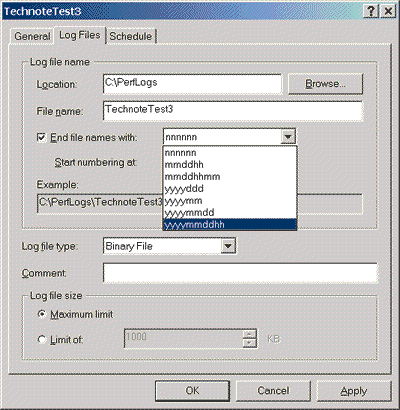 TechnoteTest3
General Log Files Schedule
Log file name
Location: C:\PerfLogs Browse...
File name: TechnoteTest3
End file names with: nnnnnn
nnnnnn
mmddhh
mmddhhmm
yyyyddd
yyyymm
yyyymmdd
yyyymmddhh
Start numbering at:
Example:
C:\PerfLogs\TechnoteTest3
Log file type: Binary File
Comment:
Log file size
Maximum limit
Limit of: 1000 KB
OK Cancel Apply